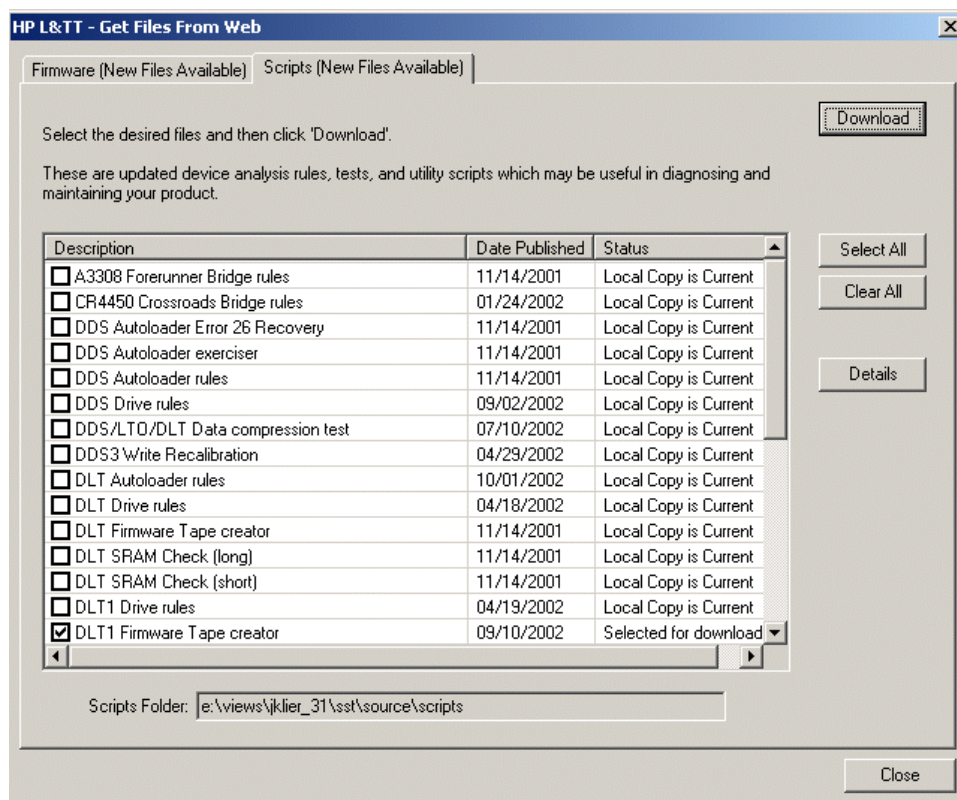 HP L&TT - Get Files From Web
Firmware (New Files Available) Scripts (New Files Available)
Download
Select the desired files and then click 'Download'.
These are updated device analysis rules, tests, and utility scripts which may be useful in diagnosing and
maintaining your product.
Description Date Published Status
Select All
Clear All
Details
A3308 Forerunner Bridge rules 11/14/2001 Local Copy is Current
CR4450 Crossroads Bridge rules 01/24/2002 Local Copy is Current
DDS Autoloader Error 26 Recovery 11/14/2001 Local Copy is Current
DDS Autoloader exerciser 11/14/2001 Local Copy is Current
DDS Autoloader rules 11/14/2001 Local Copy is Current
DDS Drive rules 09/02/2002 Local Copy is Current
DDS/LTO/DLT Data compression test 07/10/2002 Local Copy is Current
DDS3 Write Recalibration 04/29/2002 Local Copy is Current
DLT Autoloader rules 10/01/2002 Local Copy is Current
DLT Drive rules 04/18/2002 Local Copy is Current
DLT Firmware Tape creator 11/14/2001 Local Copy is Current
DLT SRAM Check (long) 11/14/2001 Local Copy is Current
DLT SRAM Check (short) 11/14/2001 Local Copy is Current
DLT1 Drive rules 04/19/2002 Local Copy is Current
DLT1 Firmware Tape creator 09/10/2002 Selected for download
Scripts Folder: e:\views\jklier_31\sst\source\scripts
Close